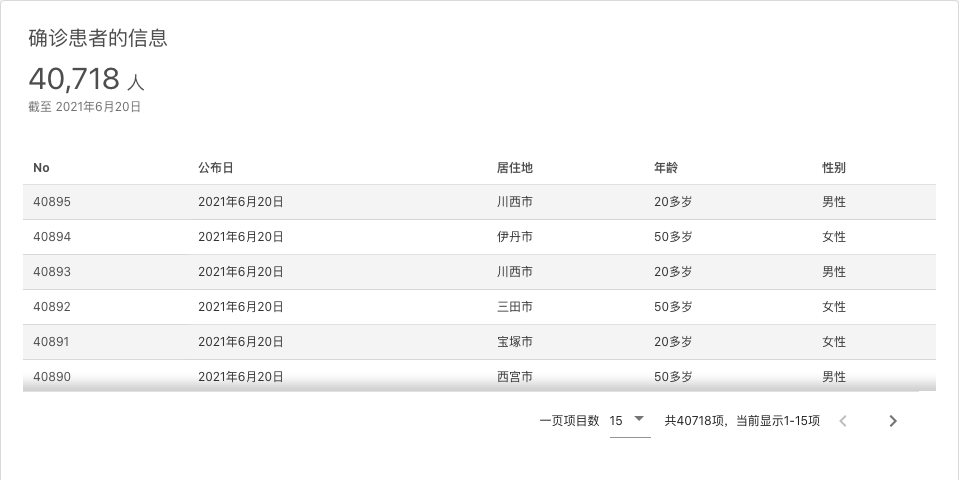 确诊患者的信息
40,718 人
截至 2021年6月20日
No 公布日 居住地 年龄 性别
40895 2021年6月20日 川西市 20多岁 男性
40894 2021年6月20日 伊丹市 50多岁 女性
40893 2021年6月20日 川西市 20多岁 男性
40892 2021年6月20日 三田市 50多岁 女性
40891 2021年6月20日 宝塚市 20多岁 女性
40890 2021年6月20日 西宫市 50多岁 男性
一页项目数 15 共40718项，当前显示1-15项